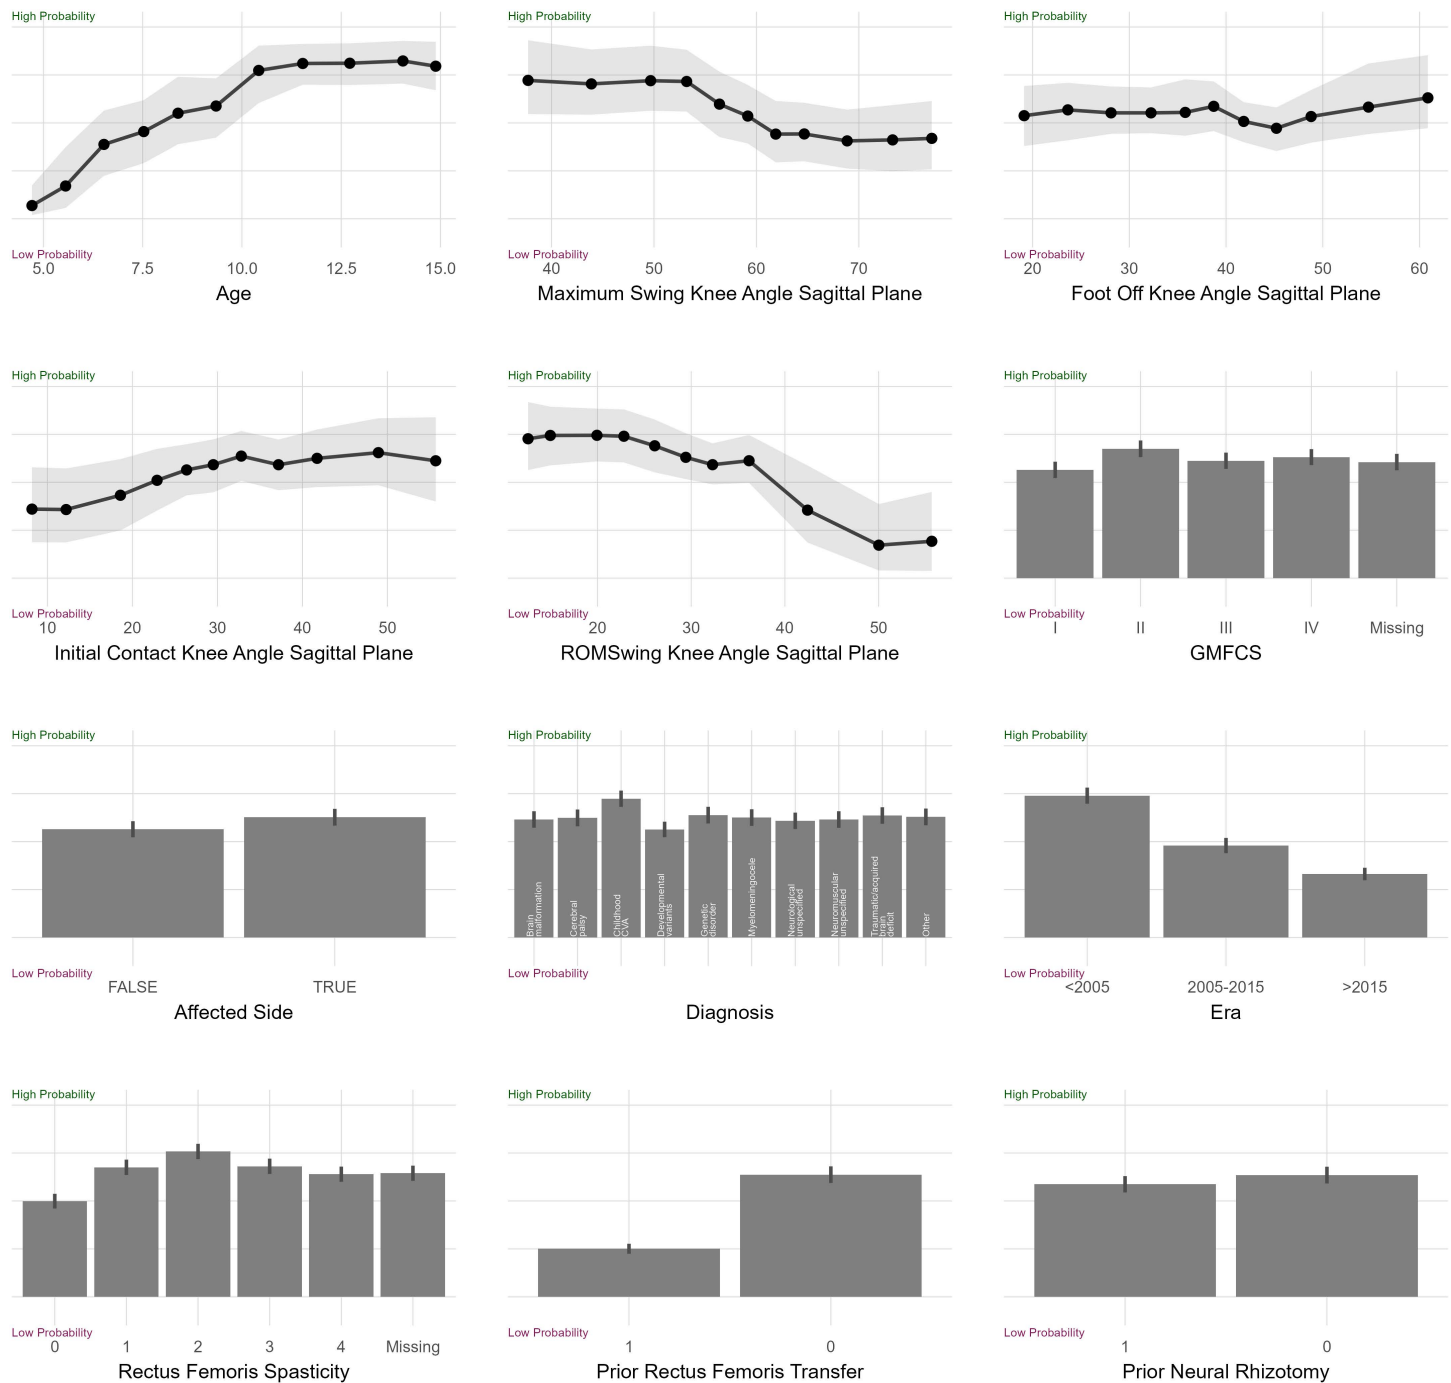 High Probability
High Probability
High Probability
Low Probability
Low Probability
Low Probability
5.0 7.5 10.0 12.5 15.0
40 50 60 70
20 30 40 50 60
Age
Maximum Swing Knee Angle Sagittal Plane
Foot Off Knee Angle Sagittal Plane
High Probability
High Probability
High Probability
Low Probability
Low Probability
Low Probability
10 20 30 40 50
20 30 40 50
I II III IV Missing
Initial Contact Knee Angle Sagittal Plane
ROMSwing Knee Angle Sagittal Plane
GMFCS
High Probability
High Probability
High Probability
Brain
malformation
Cerebral
palsy
Childhood
CVA
Developmental
variants
Genetic
disorder
Myelomeningocele
Neurological
unspecified
Neuromuscular
unspecified
Traumatic/acquired
brain
deficit
Other
Low Probability
Low Probability
Low Probability
FALSE TRUE
<2005 2005-2015 >2015
Affected Side
Diagnosis
Era
High Probability
High Probability
High Probability
Low Probability
Low Probability
Low Probability
0 1 2 3 4 Missing
1 0
1 0
Rectus Femoris Spasticity
Prior Rectus Femoris Transfer
Prior Neural Rhizotomy